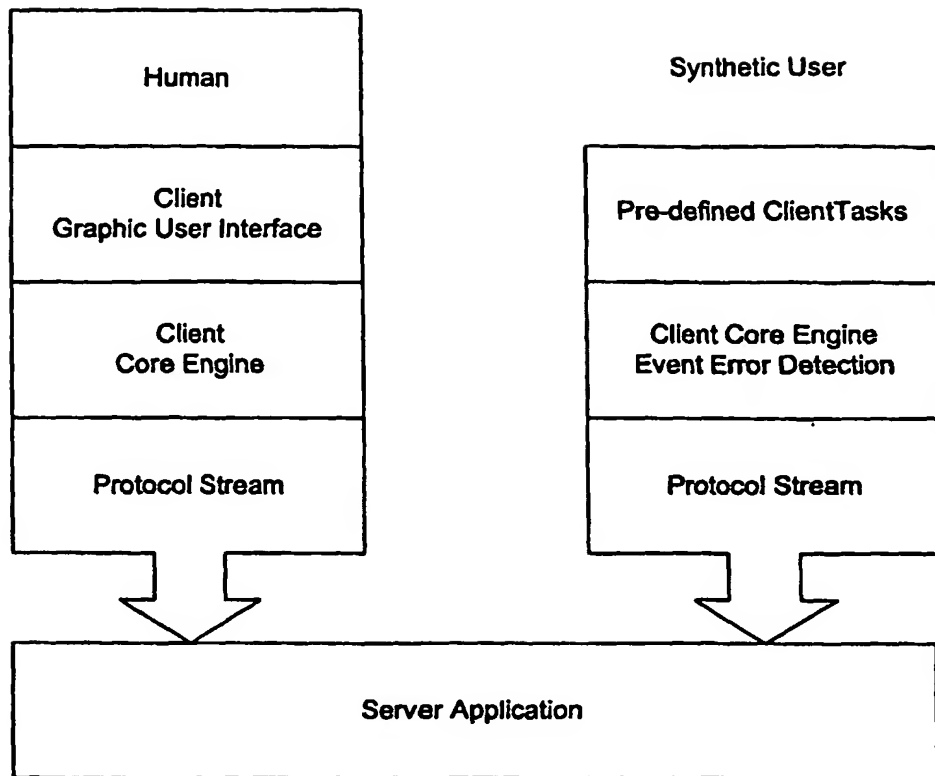 Human
Client
Graphic User Interface
Client
Core Engine
Protocol Stream
Synthetic User
Pre-defined ClientTasks
Client Core Engine
Event Error Detection
Protocol Stream
Server Application